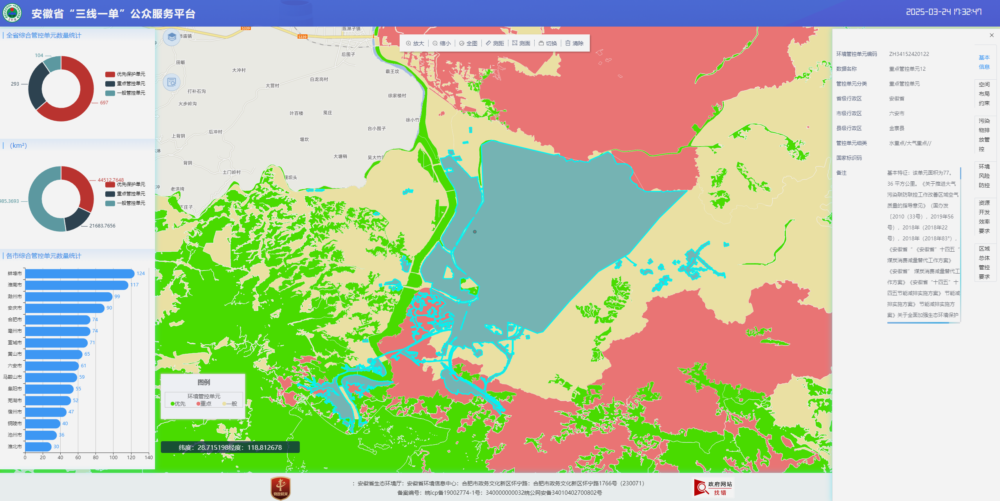 安徽省“三线一单”公众服务平台
2025-03-24 17:32:47
ZHB
全省综合管控单元数量统计
104
293
697
优先保护单元
重点管控单元
一般管控单元
（km²）
44512.7648
985.3693
21683.7656
优先保护单元
重点管控单元
一般管控单元
各市综合管控单元数量统计
蚌埠市 124
淮南市 117
滁州市 99
安庆市 90
合肥市 74
亳州市 74
宣城市 71
黄山市 65
六安市 61
马鞍山市 59
阜阳市 55
芜湖市 52
宿州市 47
铜陵市 40
池州市 36
淮北市 30
0 20 40 60 80 100 120 140
放大 缩小 全图 测距 测面 切换 清除
S339
S339
陈淋子镇
师庙镇
后围子
田畈
大冲村
霸王坟
白龙岗村
大营村
打补石沟
徐家楼村
火步岭沟
叶百楼
笺庄
徐小竹
台小围子
后冲村
上背阴
堰坎
大塘稍
吴大竹
背阴
土门岭村
堰坝头
老洪塆
下庄子
图例
环境管控单元
优先 重点 一般
纬度：28.715198经度：118.812678
环境管控单元编码 ZH34152420122
数据名称 重点管控单元12
管控单元分类 重点管控单元
省级行政区 安徽省
市级行政区 六安市
县级行政区 金寨县
管控单元细类 水重点/大气重点//
国家标识码
备注
基本特征：该单元面积为77。
36 平方公里。《关于推进大气
污染联防联控工作改善区域空气
质量的指导意见》（国办发
〔2010（33号），2019年56
号），2018年（2018年22
号），2018年（2018年83°），
《安徽省 “ 《安徽省”十四五 “
煤炭消费减量替代工作方案》
《安徽省” 煤炭消费减量替代工
作方案》《安徽省“十四五”十
四五节能减排实施方案》 节能减
排实施方案》 节能减排实施方
案》关于全面加强生态环境保护
基本
信息
空间
布局
约束
污染
物排
放管
控
环境
风险
防控
资源
开发
效率
要求
区域
总体
管控
要求
党政机关
：安徽省生态环境厅：安徽省环境信息中心：合肥市政务文化新区怀宁路：合肥市政务文化新区怀宁路1766号（230071）
备案编号：皖icp备19002774-1号：340000000032皖公网安备34010402700802号
政府网站
找错